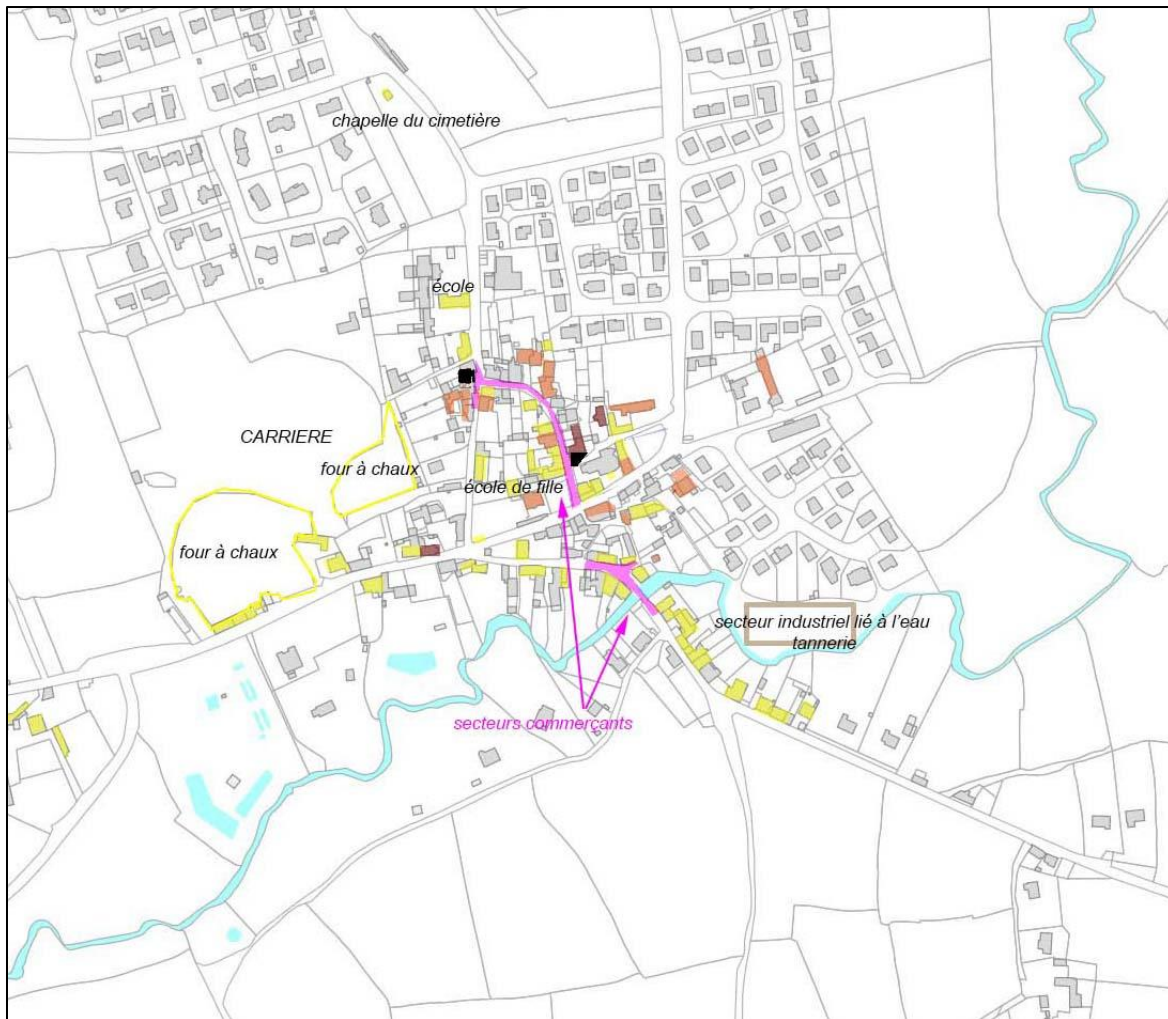 chapelle du cimetière
école
CARRIERE
four à chaux
école de fille
four à chaux
secteur industriel lié à l'eau
tannerie
secteurs commerçants